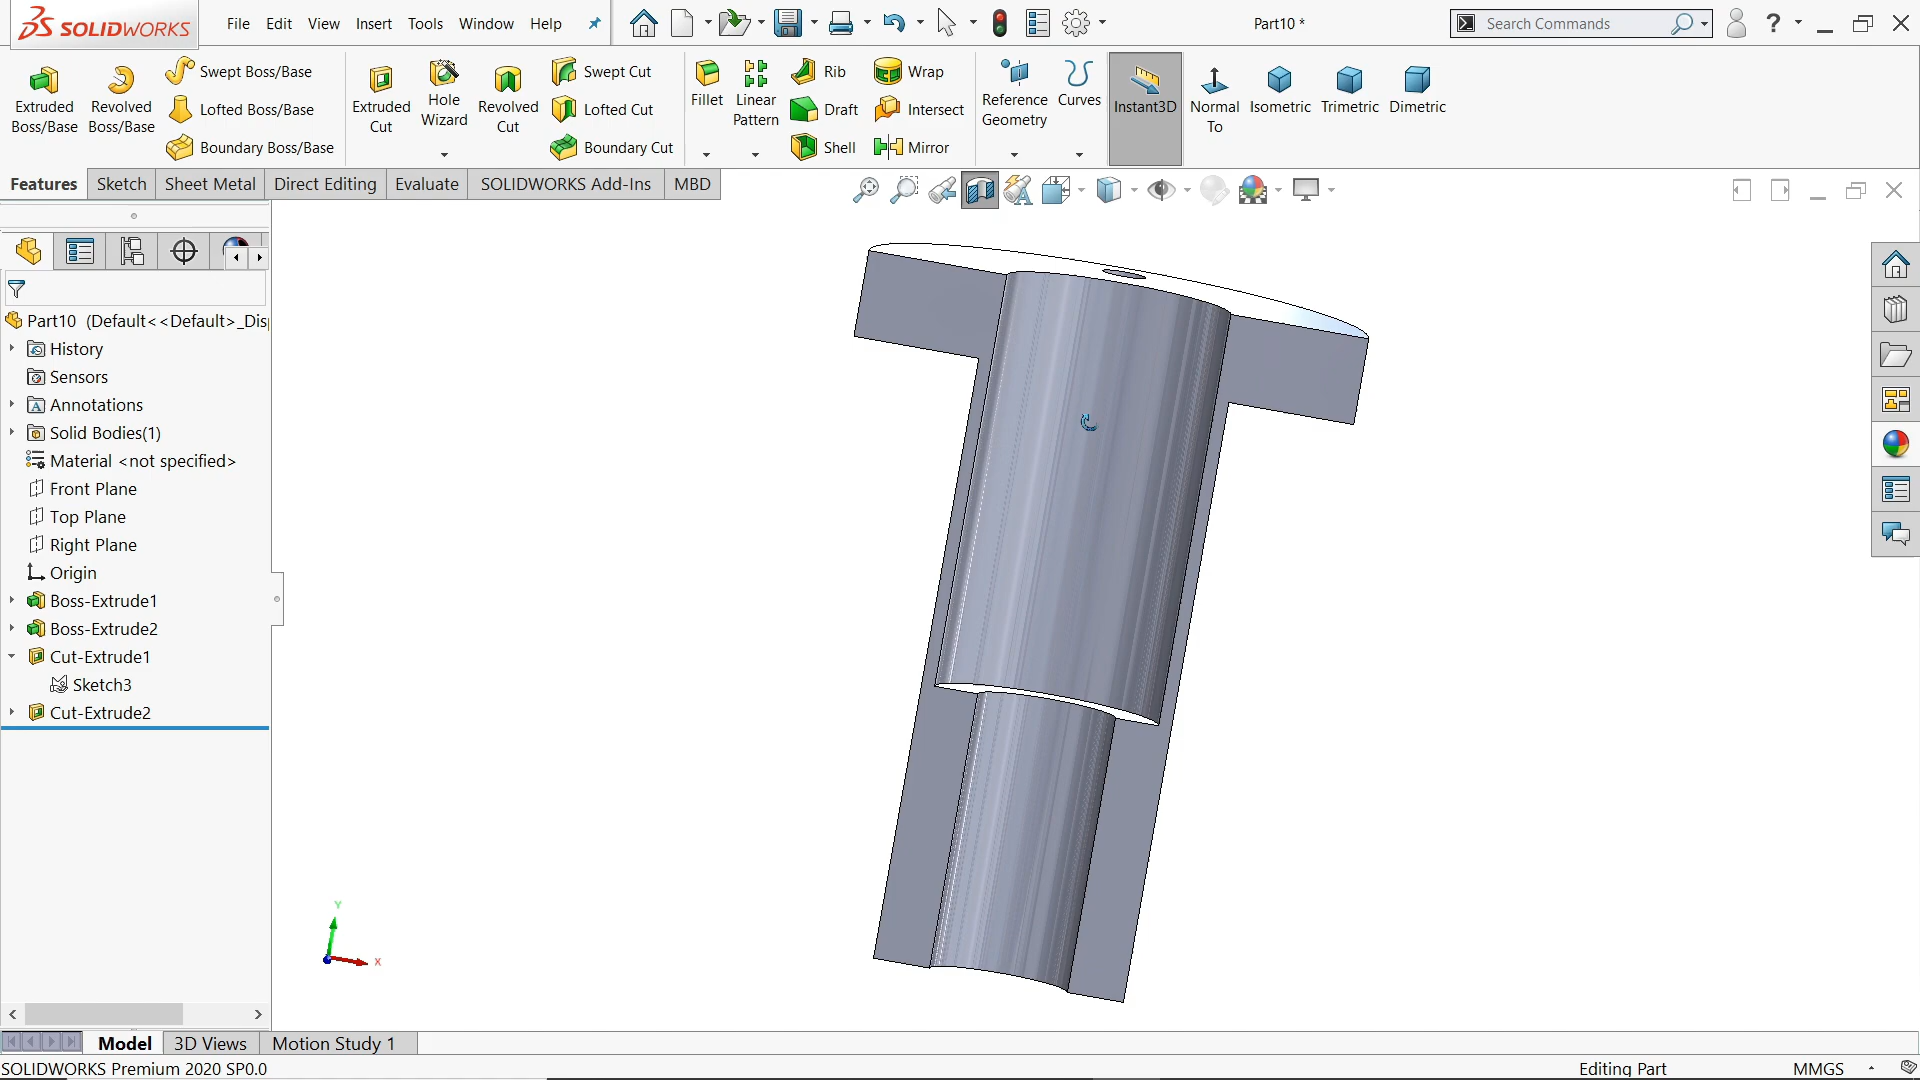 SOLIDWORKS File Edit View Insert Tools Window Help Part10 * Search Commands ?
Extruded Boss/Base
Revolved Boss/Base
Swept Boss/Base
Lofted Boss/Base
Boundary Boss/Base
Extruded Cut
Hole Wizard
Revolved Cut
Swept Cut
Lofted Cut
Boundary Cut
Fillet
Linear Pattern
Rib
Draft
Shell
Wrap
Intersect
Mirror
Reference Geometry
Curves
Instant3D
Normal To
Isometric
Trimetric
Dimetric
Features Sketch Sheet Metal Direct Editing Evaluate SOLIDWORKS Add-Ins MBD
Part10 (Default<<Default>_Dis
History
Sensors
Annotations
Solid Bodies(1)
Material <not specified>
Front Plane
Top Plane
Right Plane
Origin
Boss-Extrude1
Boss-Extrude2
Cut-Extrude1
Sketch3
Cut-Extrude2
Y
X
Model 3D Views Motion Study 1
SOLIDWORKS Premium 2020 SP0.0 Editing Part MMGS